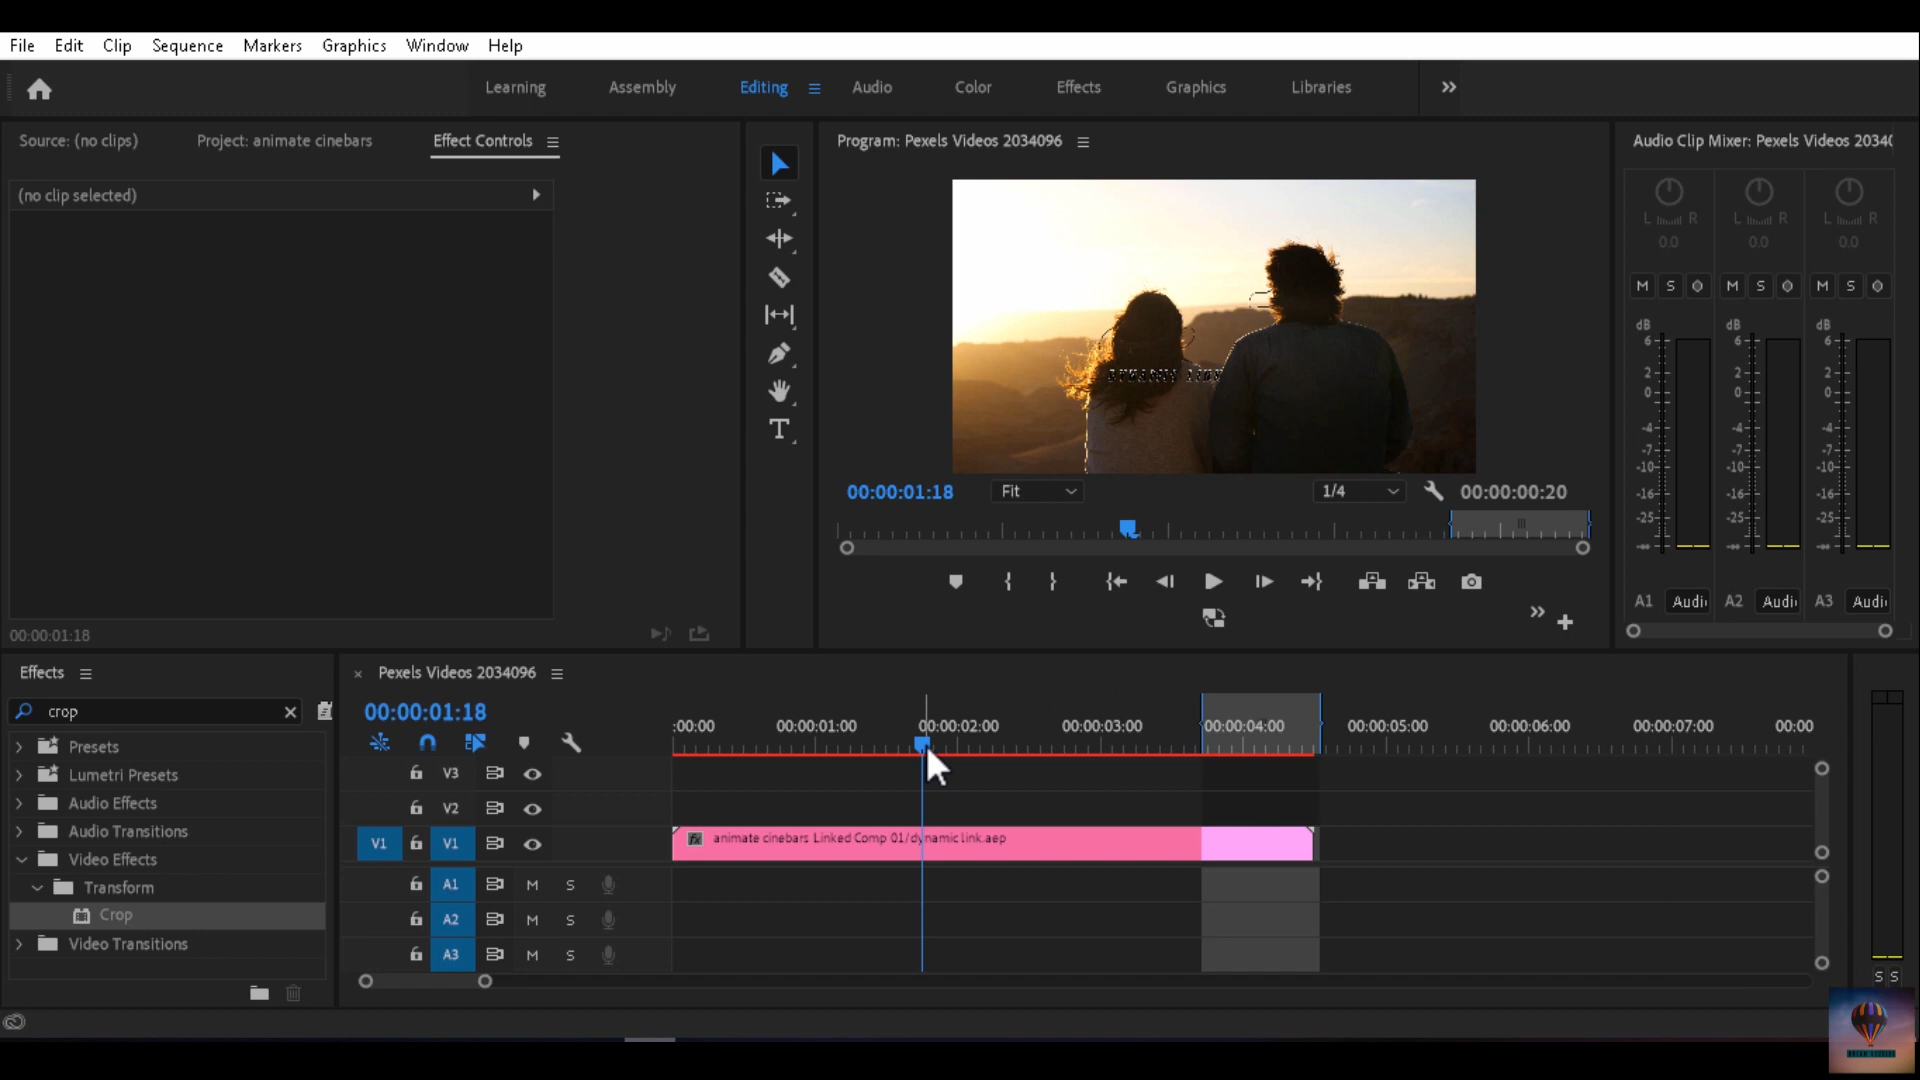 File Edit Clip Sequence Markers Graphics Window Help
Learning Assembly Editing Audio Color Effects Graphics Libraries
Source: (no clips) Project: animate cinebars Effect Controls
(no clip selected)
00:00:01:18
Program: Pexels Videos 2034096
DYNAMIC LINK
00:00:01:18 Fit 1/4 00:00:00:20
Audio Clip Mixer: Pexels Videos 20340
L R L R L R
0.0 0.0 0.0
M S M S M S
dB dB dB
6 6 6
2 2 2
0 0 0
-4 -4 -4
-7 -7 -7
-10 -10 -10
-16 -16 -16
-25 -25 -25
-∞ -∞ -∞
A1 Audi A2 Audi A3 Audi
Effects
crop
Presets
Lumetri Presets
Audio Effects
Audio Transitions
Video Effects
Transform
Crop
Video Transitions
Pexels Videos 2034096
00:00:01:18
:00:00 00:00:01:00 00:00:02:00 00:00:03:00 00:00:04:00 00:00:05:00 00:00:06:00 00:00:07:00 00:00
V3
V2
V1 V1 fx animate cinebars Linked Comp 01/dynamic link.aep
A1 M S
A2 M S
A3 M S
S S